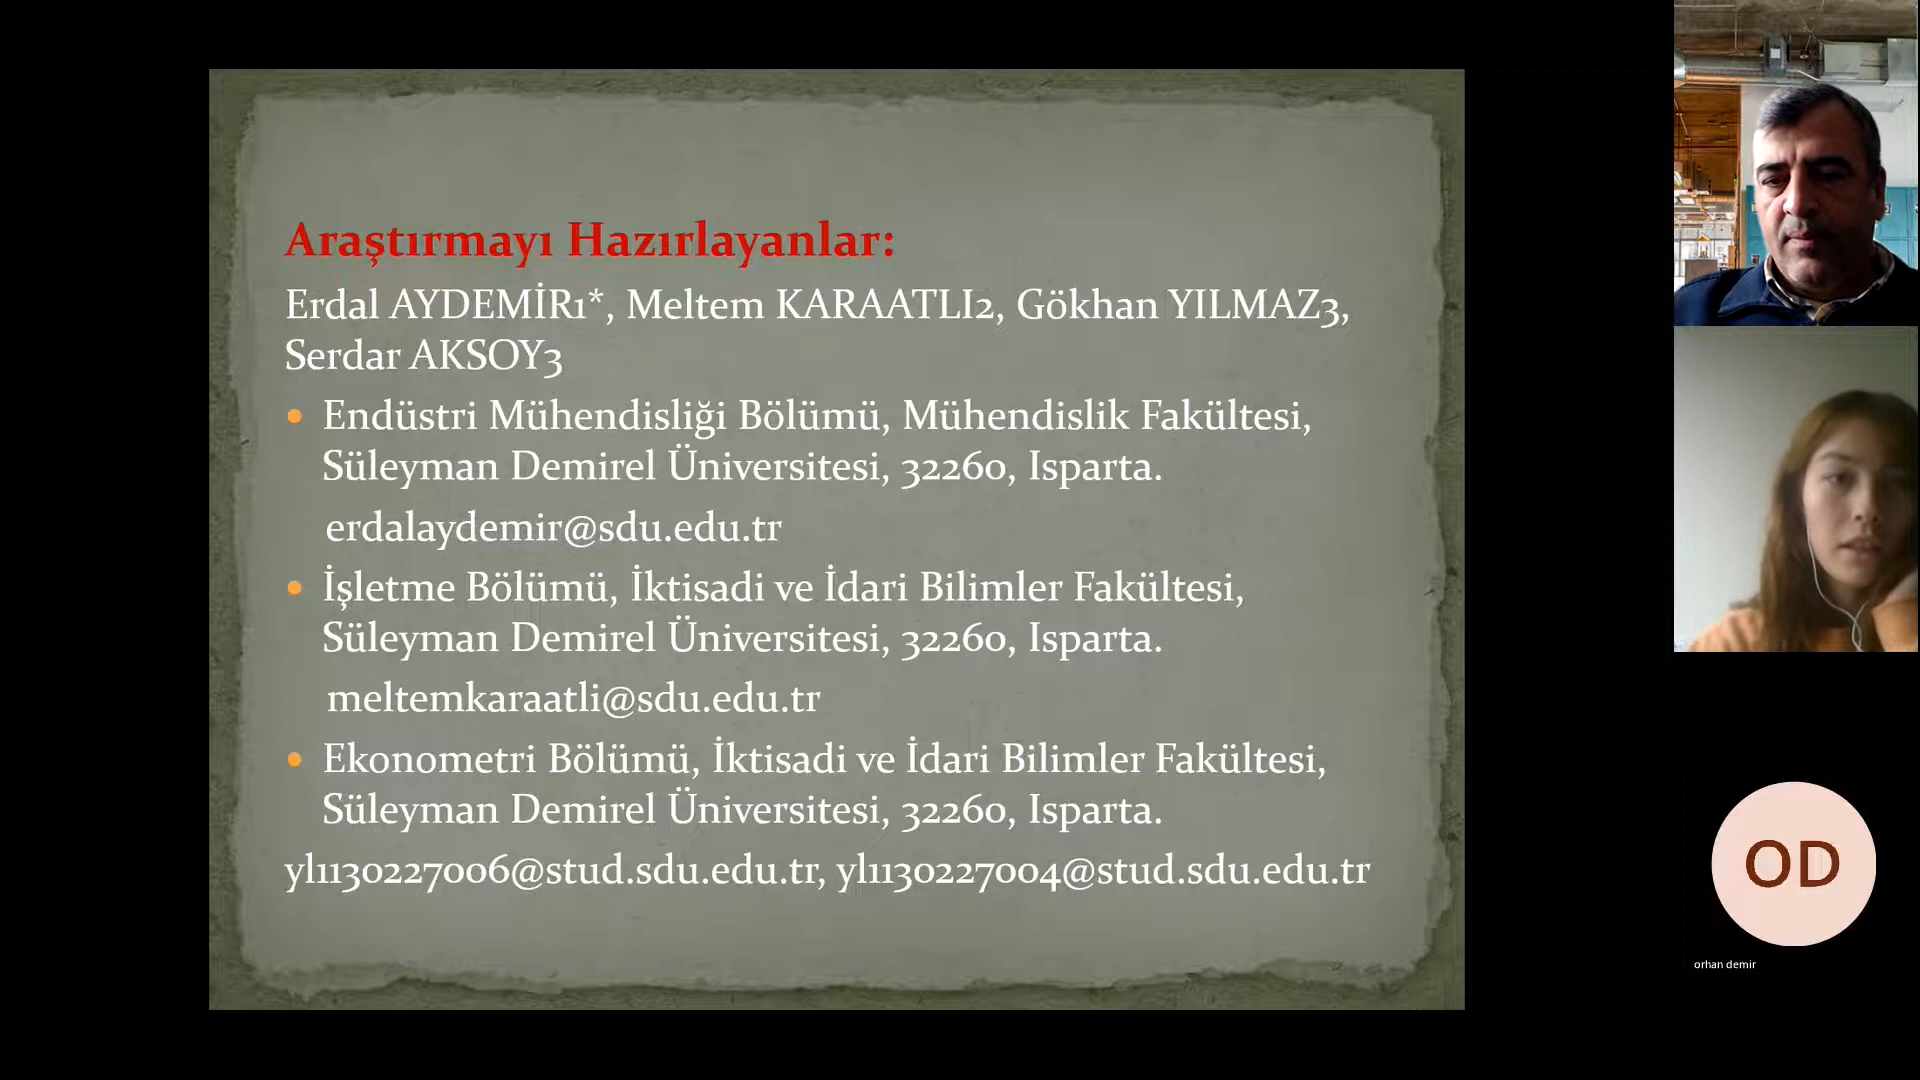 Araştırmayı Hazırlayanlar:
Erdal AYDEMİR1*, Meltem KARAATLI2, Gökhan YILMAZ3,
Serdar AKSOY3
• Endüstri Mühendisliği Bölümü, Mühendislik Fakültesi,
Süleyman Demirel Üniversitesi, 32260, Isparta.
erdalaydemir@sdu.edu.tr
• İşletme Bölümü, İktisadi ve İdari Bilimler Fakültesi,
Süleyman Demirel Üniversitesi, 32260, Isparta.
meltemkaraatli@sdu.edu.tr
• Ekonometri Bölümü, İktisadi ve İdari Bilimler Fakültesi,
Süleyman Demirel Üniversitesi, 32260, Isparta.
yl1130227006@stud.sdu.edu.tr, yl1130227004@stud.sdu.edu.tr
OD
orhan demir